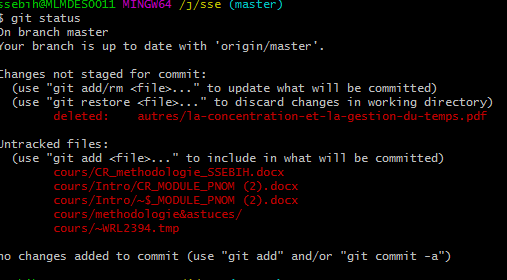 ssebih@MLMDES0011 MINGW64 /j/sse (master)
$ git status
On branch master
Your branch is up to date with 'origin/master'.
Changes not staged for commit:
(use "git add/rm <file>..." to update what will be committed)
(use "git restore <file>..." to discard changes in working directory)
deleted: autres/la-concentration-et-la-gestion-du-temps.pdf
Untracked files:
(use "git add <file>..." to include in what will be committed)
cours/CR_methodologie_SSEBIH.docx
cours/Intro/CR_MODULE_PNOM (2).docx
cours/Intro/~$_MODULE_PNOM (2).docx
cours/methodologie&astuces/
cours/~WRL2394.tmp
no changes added to commit (use "git add" and/or "git commit -a")